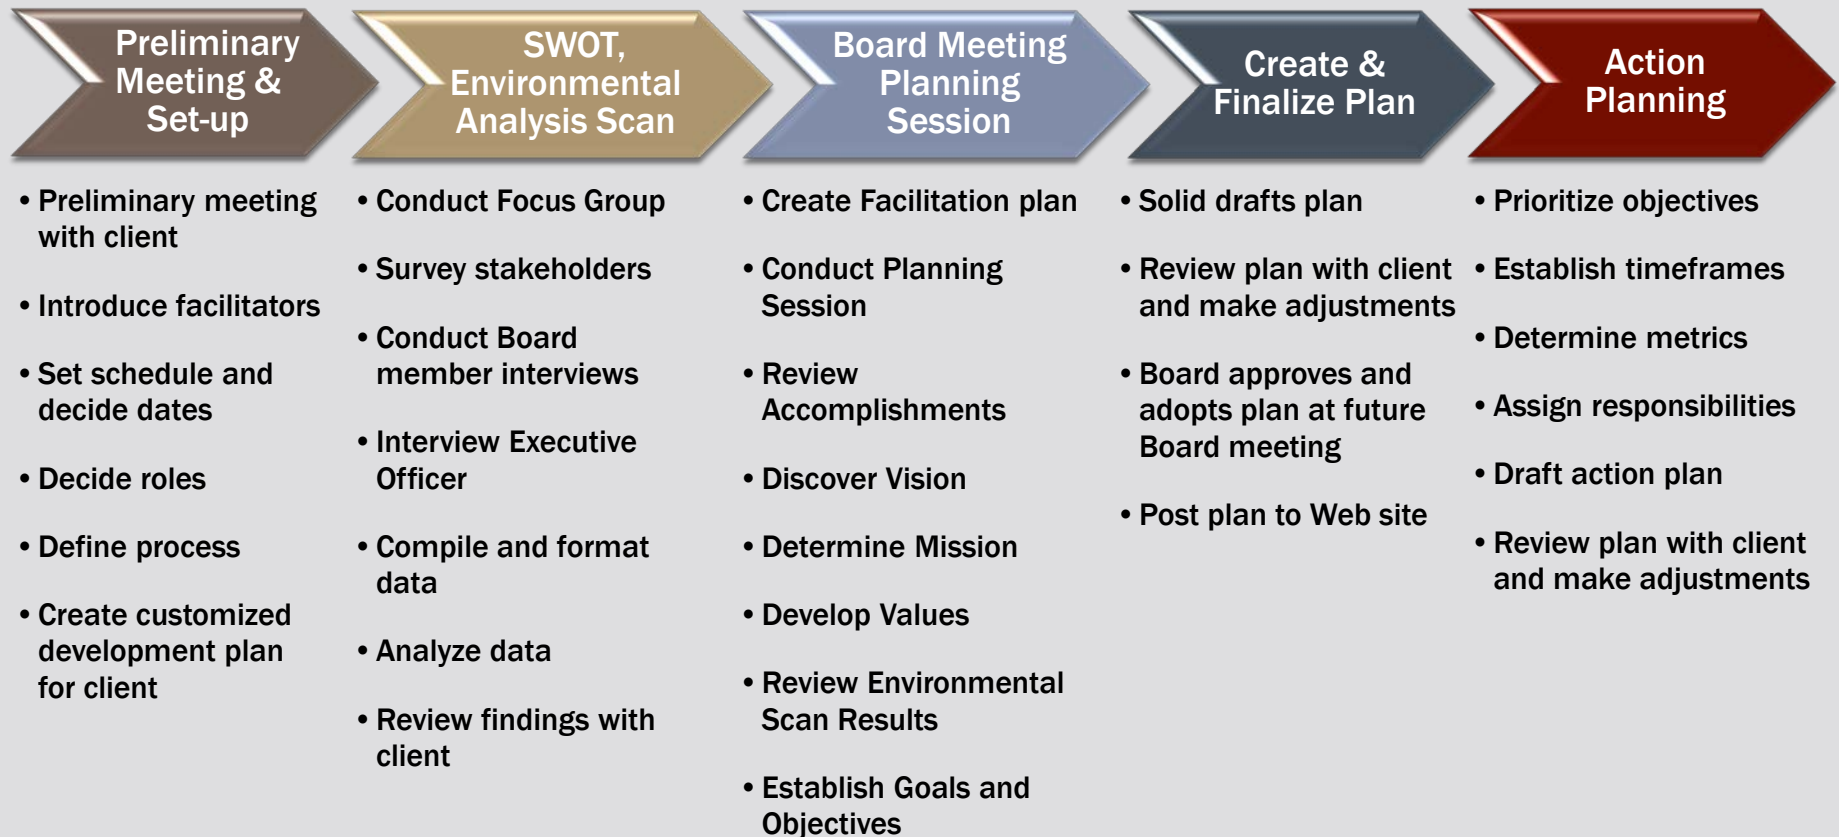 Preliminary
Meeting &
Set-up
• Preliminary meeting
with client
• Introduce facilitators
• Set schedule and
decide dates
• Decide roles
• Define process
• Create customized
development plan
for client
SWOT,
Environmental
Analysis Scan
• Conduct Focus Group
• Survey stakeholders
• Conduct Board
member interviews
• Interview Executive
Officer
• Compile and format
data
• Analyze data
• Review findings with
client
Board Meeting
Planning
Session
• Create Facilitation plan
• Conduct Planning
Session
• Review
Accomplishments
• Discover Vision
• Determine Mission
• Develop Values
• Review Environmental
Scan Results
• Establish Goals and
Objectives
Create &
Finalize Plan
• Solid drafts plan
• Review plan with client
and make adjustments
• Board approves and
adopts plan at future
Board meeting
• Post plan to Web site
Action
Planning
• Prioritize objectives
• Establish timeframes
• Determine metrics
• Assign responsibilities
• Draft action plan
• Review plan with client
and make adjustments